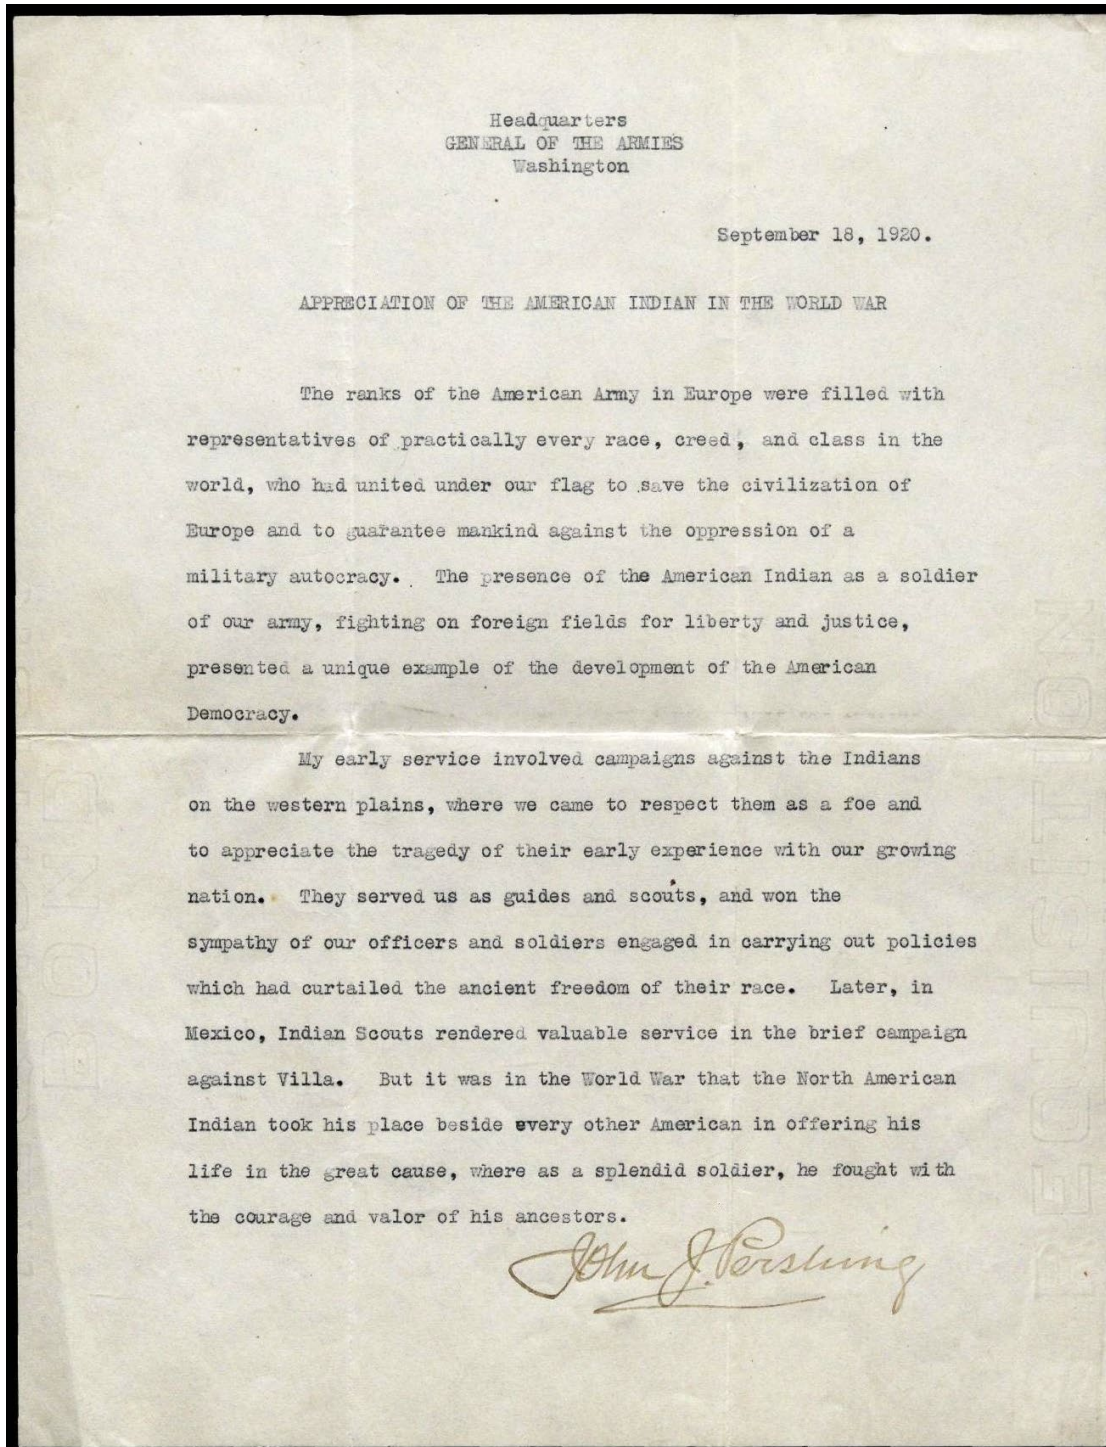 Headquarters
GENERAL OF THE ARMIES
Washington
September 18, 1920.
APPRECIATION OF THE AMERICAN INDIAN IN THE WORLD WAR
The ranks of the American Army in Europe were filled with
representatives of practically every race, creed, and class in the
world, who had united under our flag to save the civilization of
Europe and to guarantee mankind against the oppression of a
military autocracy. The presence of the American Indian as a soldier
of our army, fighting on foreign fields for liberty and justice,
presented a unique example of the development of the American
Democracy.
My early service involved campaigns against the Indians
on the western plains, where we came to respect them as a foe and
to appreciate the tragedy of their early experience with our growing
nation. They served us as guides and scouts, and won the
sympathy of our officers and soldiers engaged in carrying out policies
which had curtailed the ancient freedom of their race. Later, in
Mexico, Indian Scouts rendered valuable service in the brief campaign
against Villa. But it was in the World War that the North American
Indian took his place beside every other American in offering his
life in the great cause, where as a splendid soldier, he fought with
the courage and valor of his ancestors.
John J. Pershing